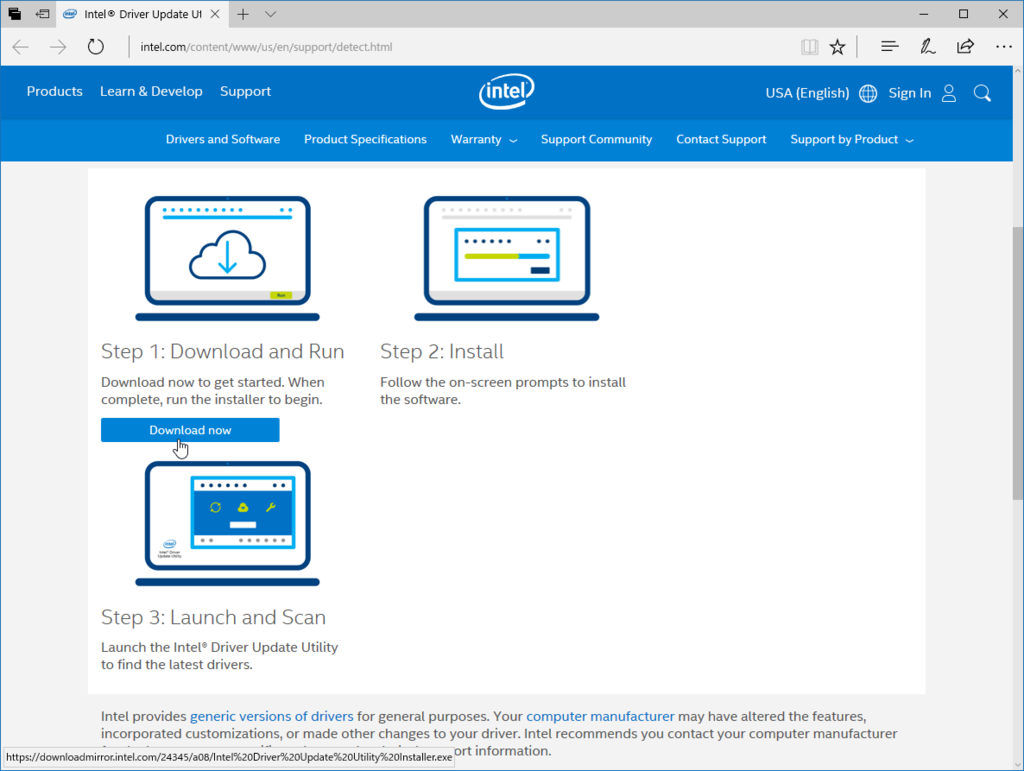 Intel® Driver Update Ut
intel.com/content/www/us/en/support/detect.html
Products Learn & Develop Support
intel
USA (English) Sign In
Drivers and Software Product Specifications Warranty Support Community Contact Support Support by Product
Run
Step 1: Download and Run
Download now to get started. When
complete, run the installer to begin.
Download now
Step 2: Install
Follow the on-screen prompts to install
the software.
intel
Intel® Driver
Update Utility
Step 3: Launch and Scan
Launch the Intel® Driver Update Utility
to find the latest drivers.
Intel provides generic versions of drivers for general purposes. Your computer manufacturer may have altered the features,
incorporated customizations, or made other changes to your driver. Intel recommends you contact your computer manufacturer
information.
https://downloadmirror.intel.com/24345/a08/Intel%20Driver%20Update%20Utility%20Installer.exe